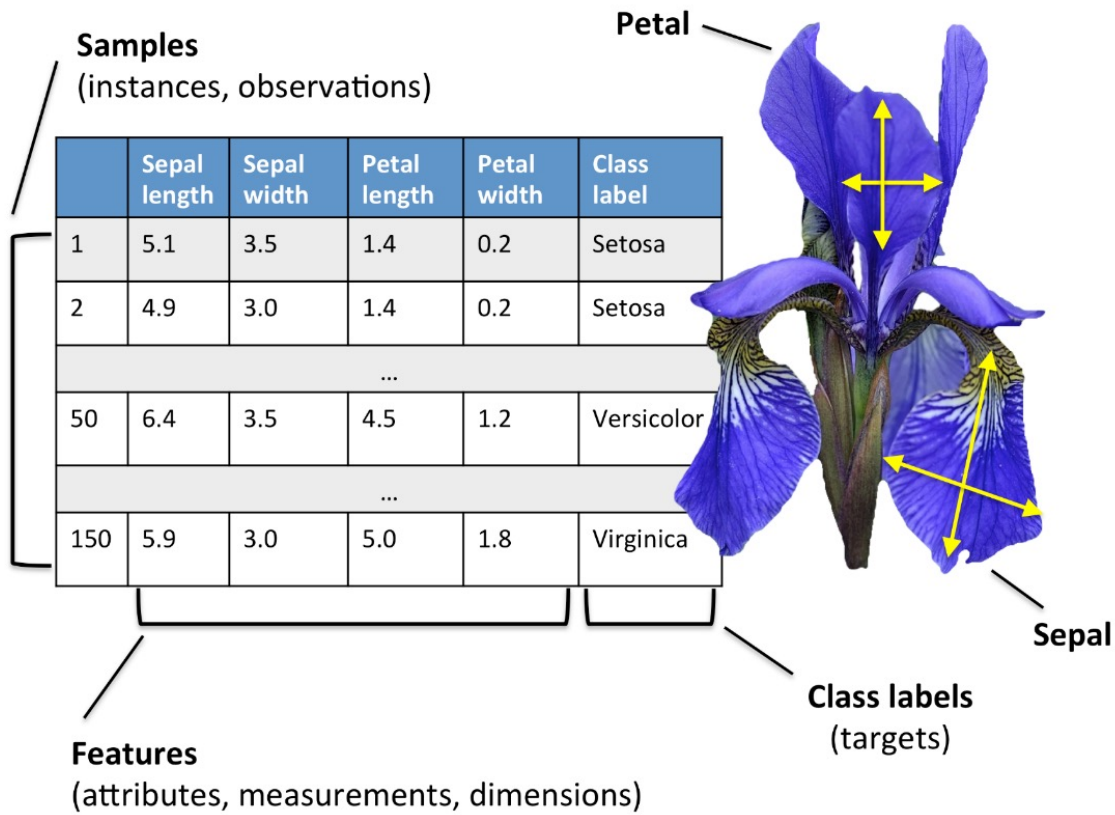 Samples
(instances, observations)
Petal
Sepal length Sepal width Petal length Petal width Class label
1 5.1 3.5 1.4 0.2 Setosa
2 4.9 3.0 1.4 0.2 Setosa
...
50 6.4 3.5 4.5 1.2 Versicolor
...
150 5.9 3.0 5.0 1.8 Virginica
Sepal
Class labels
(targets)
Features
(attributes, measurements, dimensions)